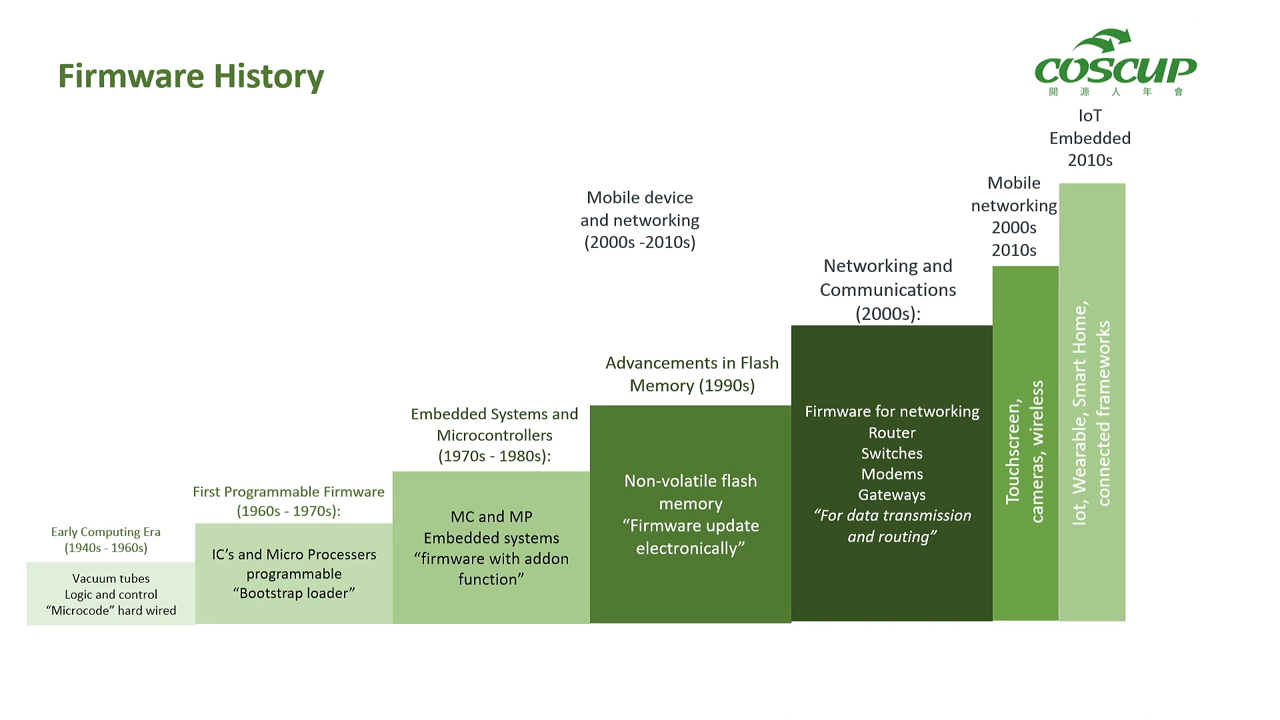 Firmware History
COSCUP
開源人年會
Early Computing Era
(1940s - 1960s)
Vacuum tubes
Logic and control
“Microcode” hard wired
First Programmable Firmware
(1960s - 1970s):
IC’s and Micro Processers
programmable
“Bootstrap loader”
Embedded Systems and
Microcontrollers
(1970s - 1980s):
MC and MP
Embedded systems
“firmware with addon
function”
Mobile device
and networking
(2000s -2010s)
Advancements in Flash
Memory (1990s)
Non-volatile flash
memory
“Firmware update
electronically”
Networking and
Communications
(2000s):
Firmware for networking
Router
Switches
Modems
Gateways
“For data transmission
and routing”
Mobile
networking
2000s
2010s
Touchscreen,
cameras, wireless
IoT
Embedded
2010s
Iot, Wearable, Smart Home,
connected frameworks